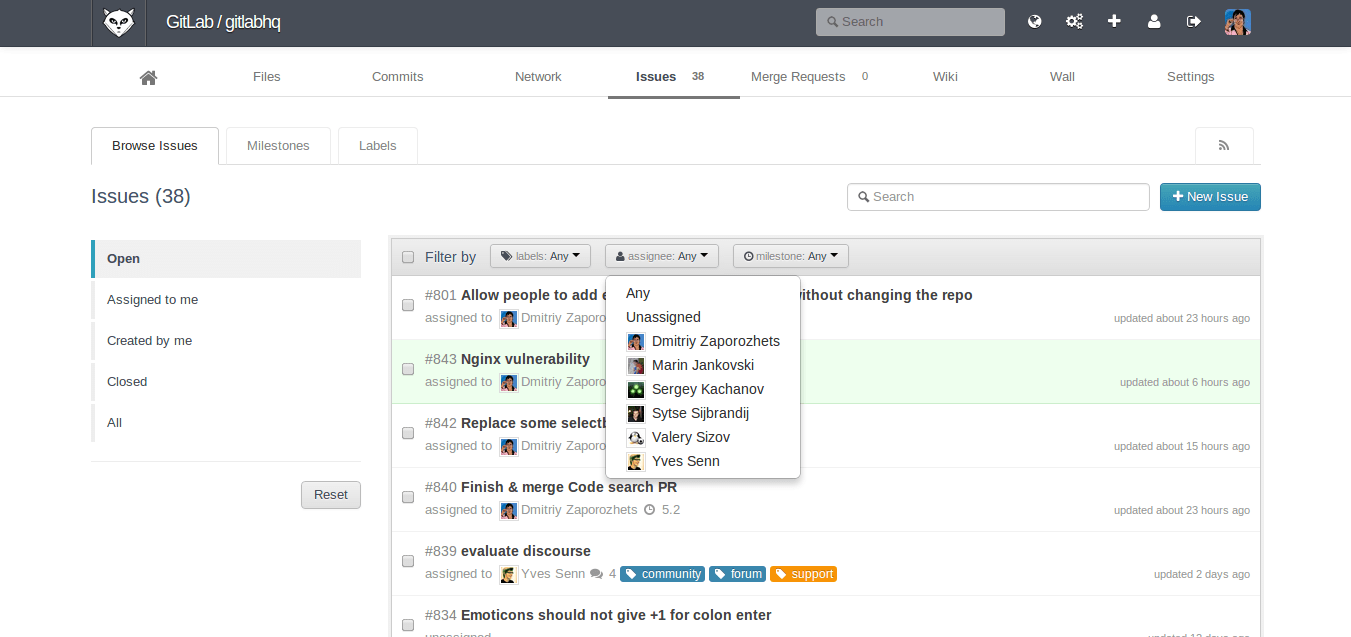 GitLab / gitlabhq
Search
Files
Commits
Network
Issues 38
Merge Requests 0
Wiki
Wall
Settings
Browse Issues
Milestones
Labels
Issues (38)
Search
New Issue
Open
Assigned to me
Created by me
Closed
All
Reset
Filter by
labels: Any
assignee: Any
milestone: Any
Any
Unassigned
Dmitriy Zaporozhets
Marin Jankovski
Sergey Kachanov
Sytse Sijbrandij
Valery Sizov
Yves Senn
#801 Allow people to add without changing the repo
assigned to Dmitriy Zaporo
updated about 23 hours ago
#843 Nginx vulnerability
assigned to Dmitriy Zaporo
updated about 6 hours ago
#842 Replace some selectb
assigned to Dmitriy Zaporo
updated about 15 hours ago
#840 Finish & merge Code search PR
assigned to Dmitriy Zaporozhets 5.2
updated about 23 hours ago
#839 evaluate discourse
assigned to Yves Senn 4 community forum support
updated 2 days ago
#834 Emoticons should not give +1 for colon enter